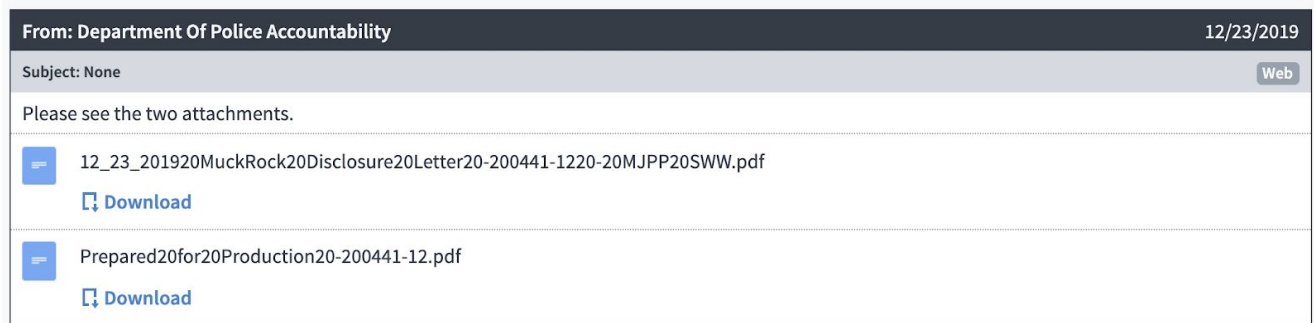 From: Department Of Police Accountability 12/23/2019
Subject: None Web
Please see the two attachments.
12_23_201920MuckRock20Disclosure20Letter20-200441-1220-20MJPP20SWW.pdf
Download
Prepared20for20Production20-200441-12.pdf
Download